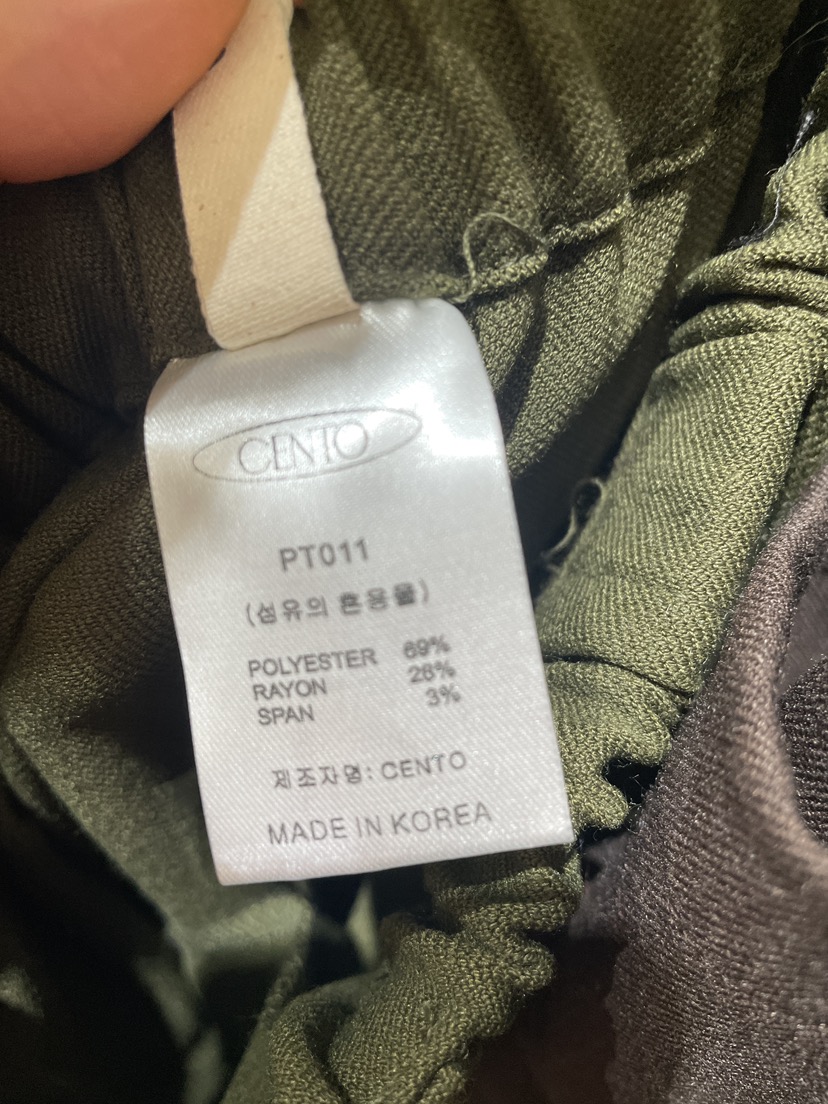 CENTO
PT011
(섬유의 혼용율)
POLYESTER 69%
RAYON 28%
SPAN 3%
제조자명: CENTO
MADE IN KOREA